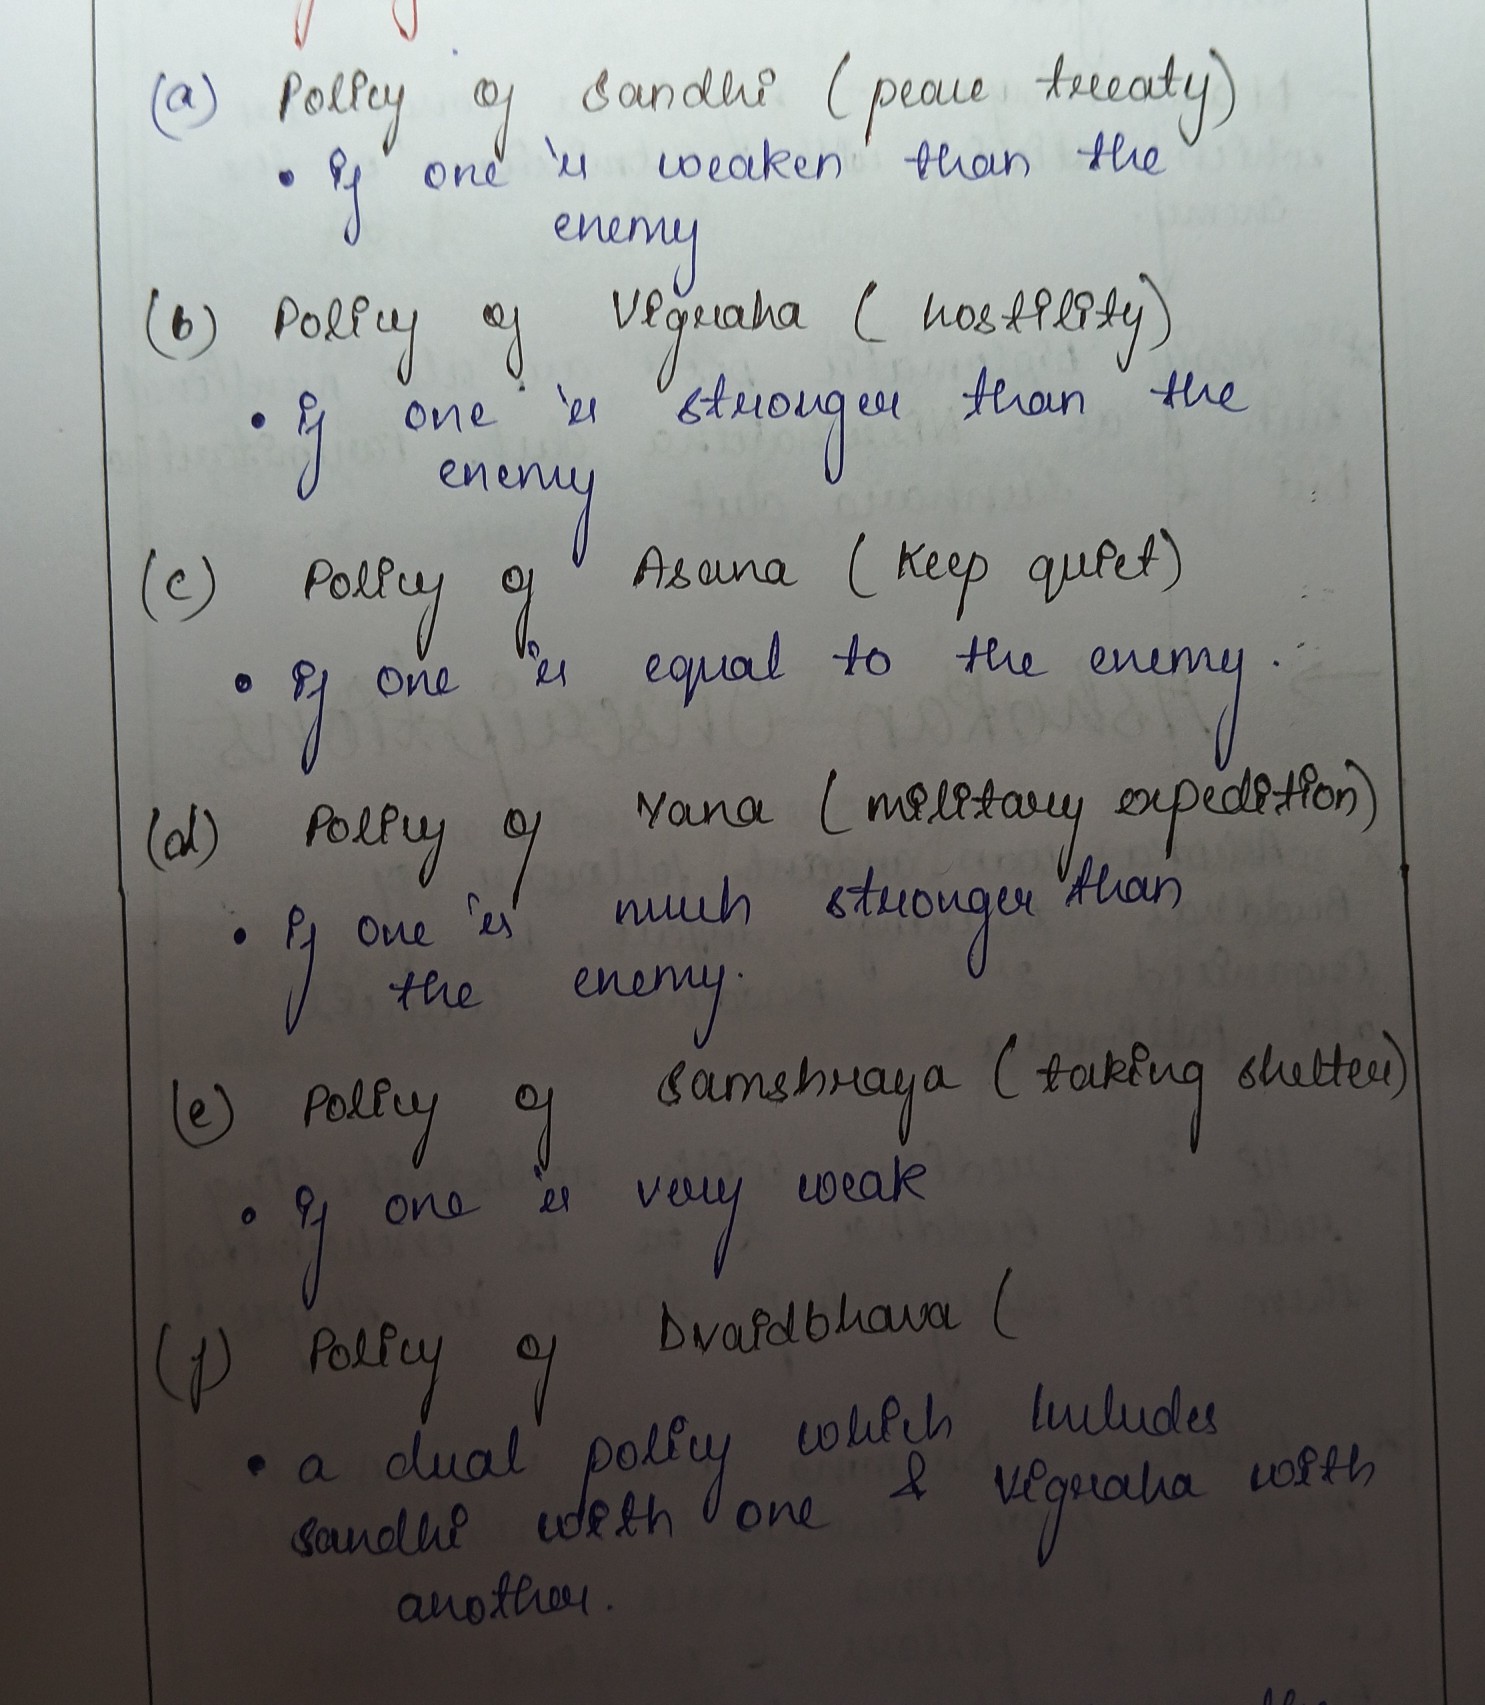 (a) Policy of Sandhi (peace treaty)
• If one is weaker than the
enemy
(b) Policy of Vigraha (hostility)
• If one is stronger than the
enemy
(c) Policy of Asana (Keep quiet)
• If one is equal to the enemy.
(d) Policy of Yana (military expedition)
• If one is much stronger than
the enemy.
(e) Policy of Samshraya (taking shelter)
• If one is very weak
(f) Policy of Dvaidbhava (
• a dual policy which includes
sandhi with one & vigraha with
another.